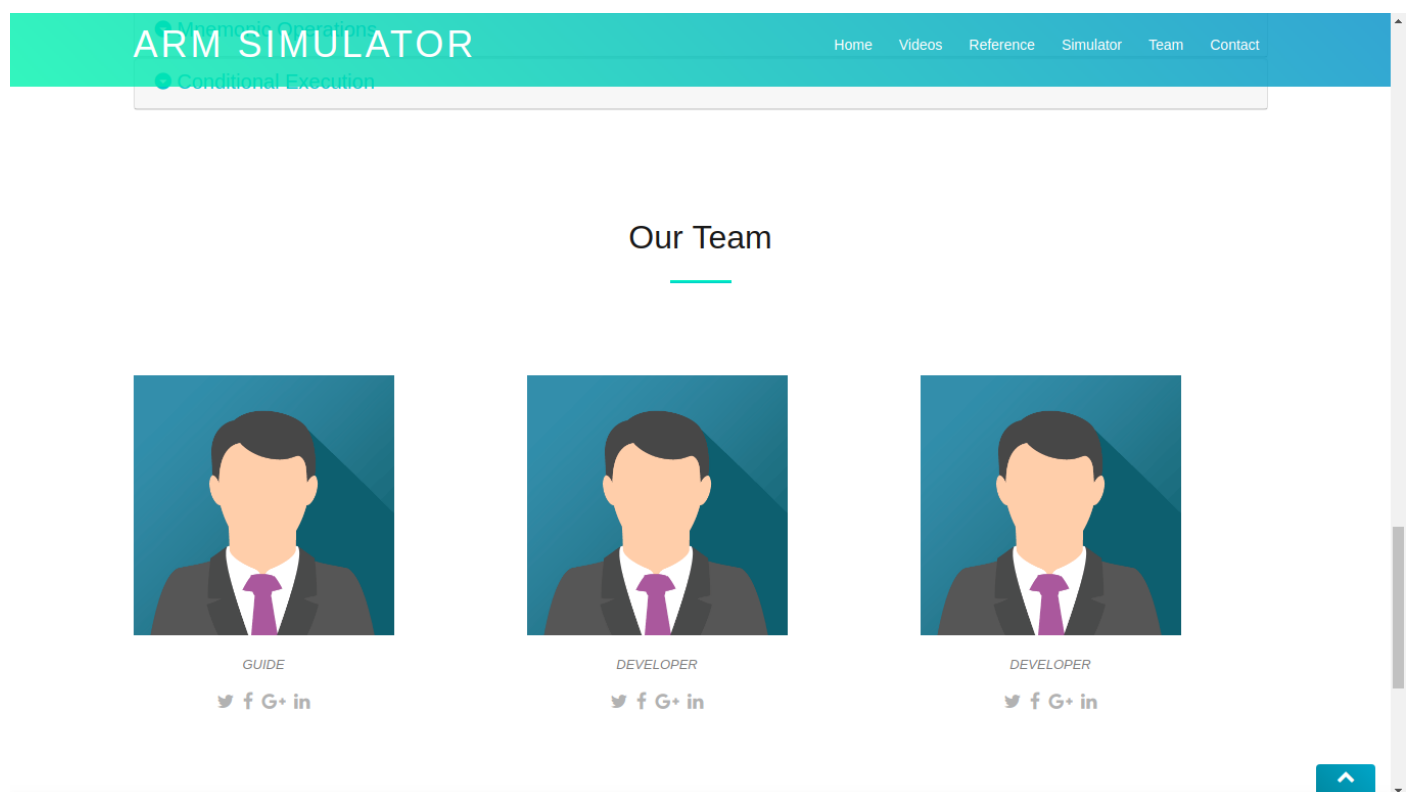 Mnemonic Operations
ARM SIMULATOR
Home Videos Reference Simulator Team Contact
Conditional Execution
Our Team
GUIDE DEVELOPER DEVELOPER